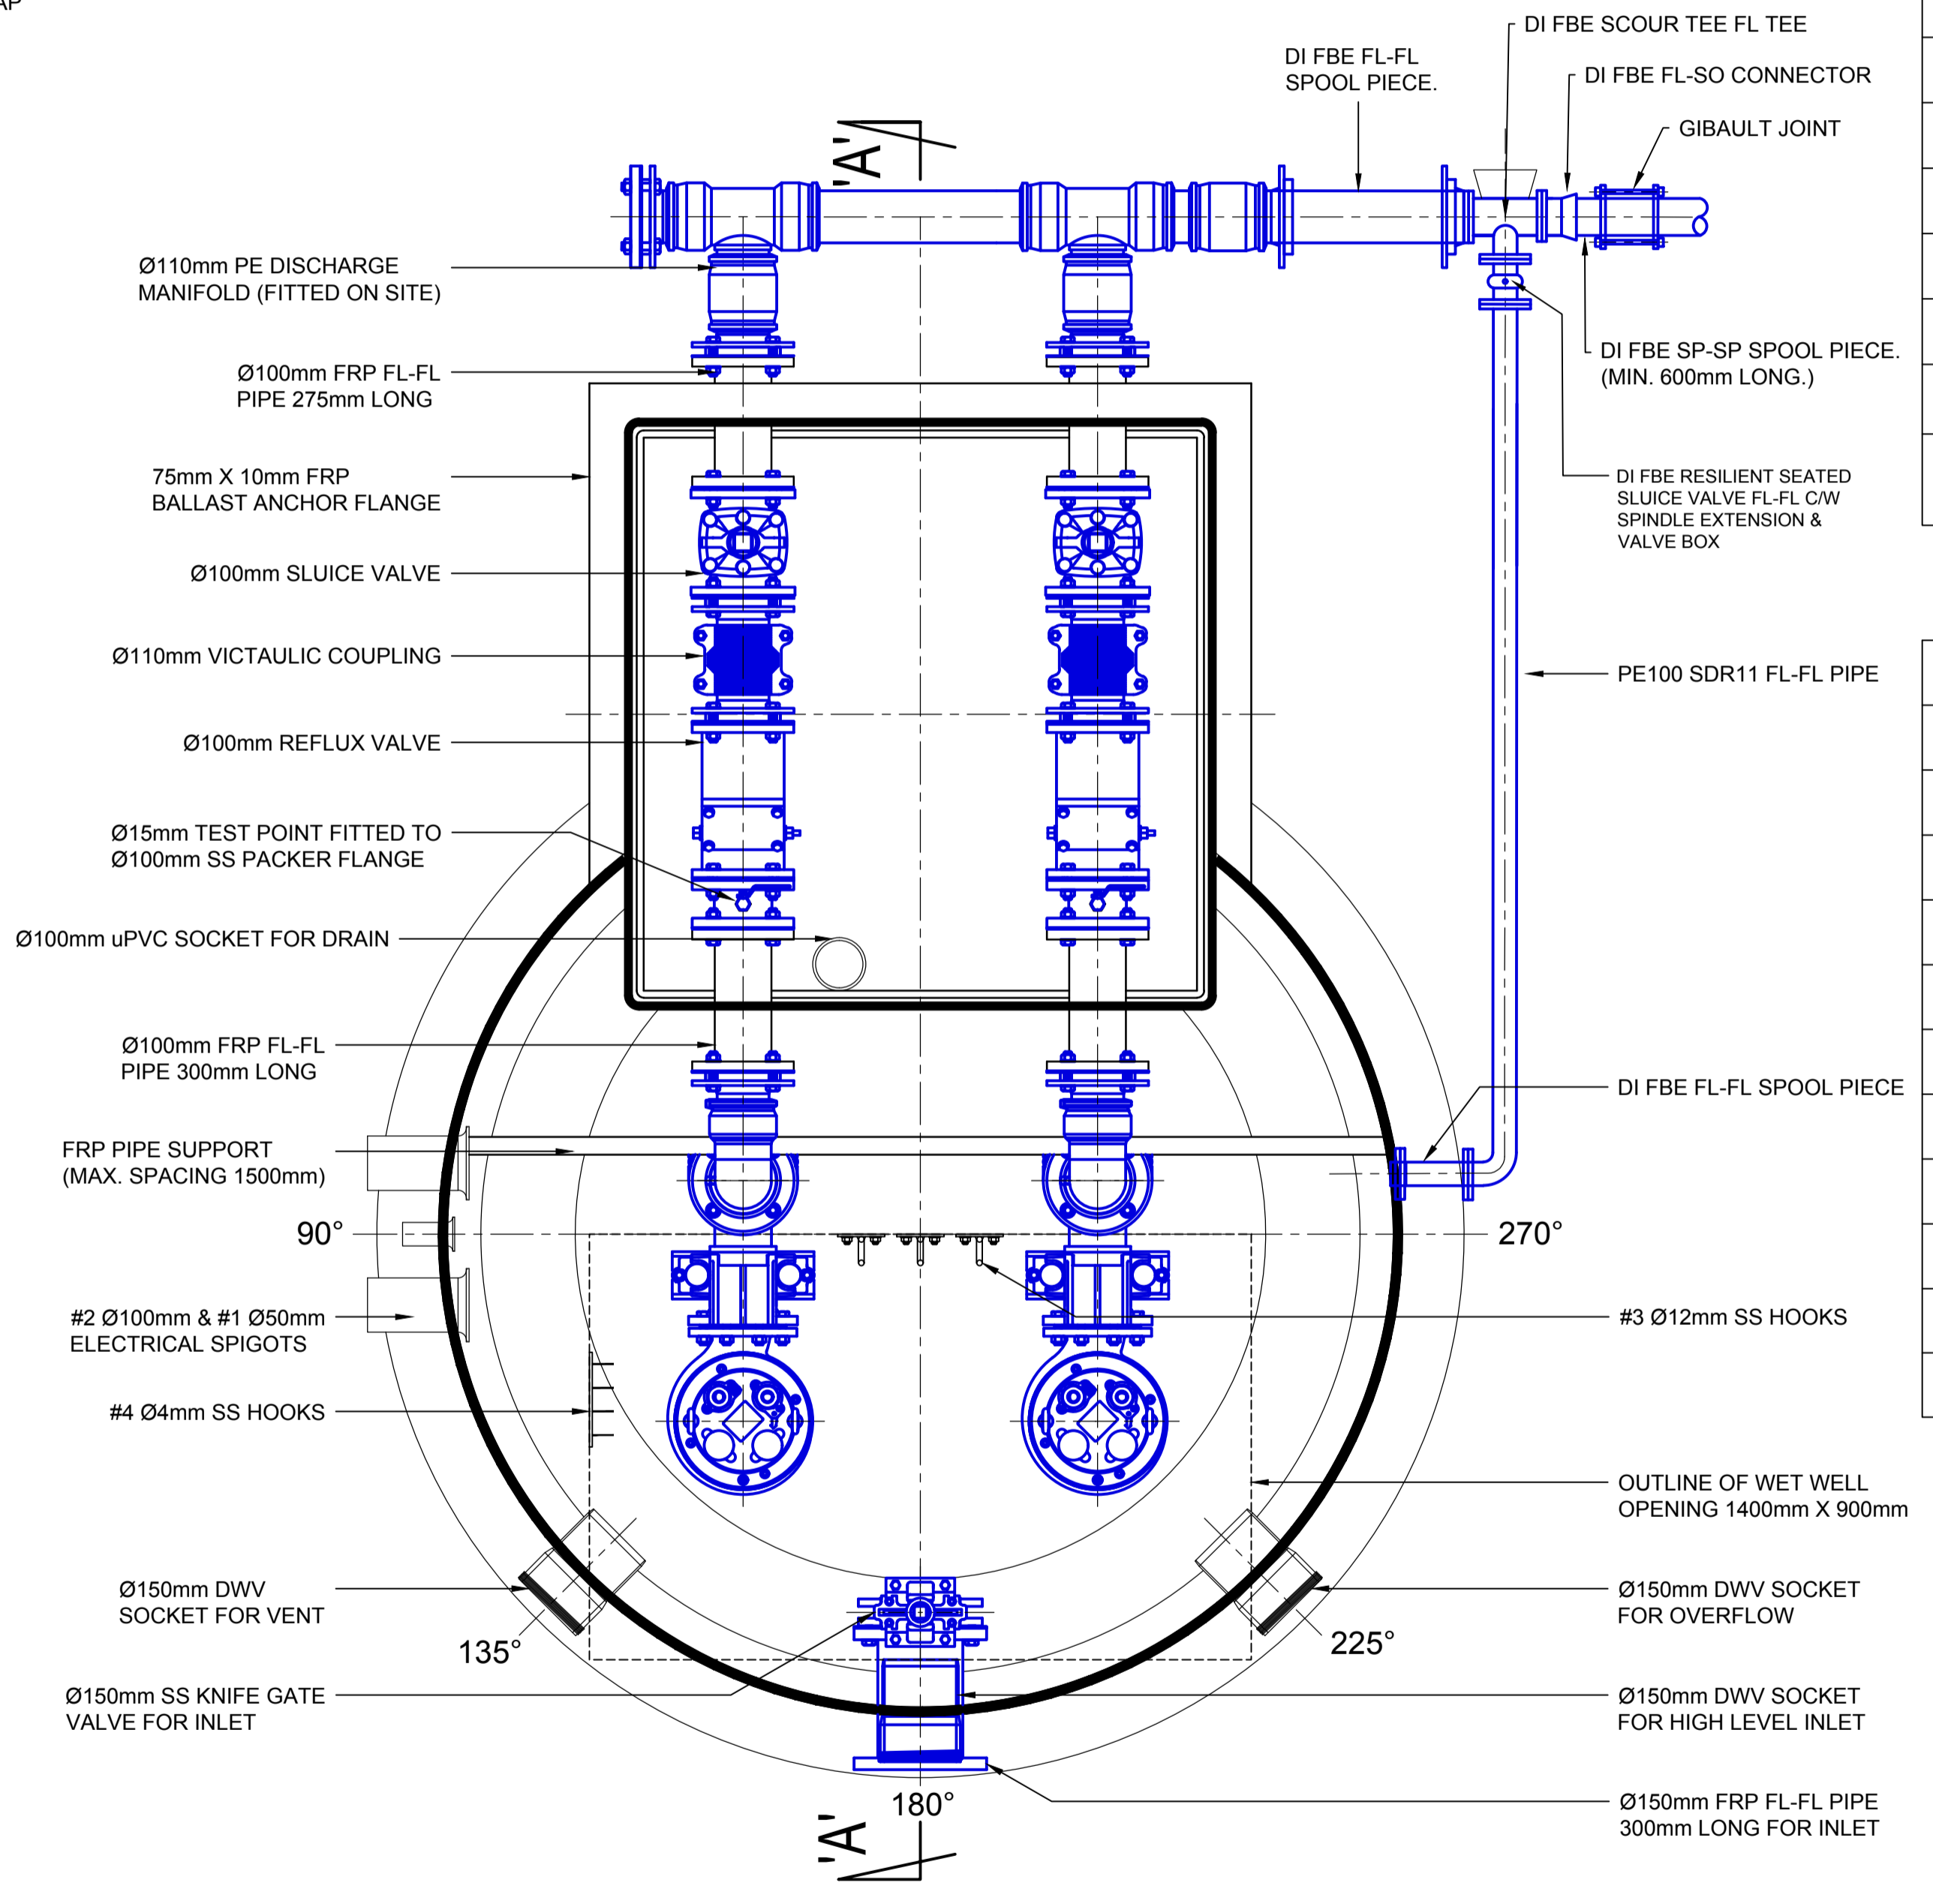 AP
DI FBE SCOUR TEE FL TEE
DI FBE FL-FL
SPOOL PIECE.
DI FBE FL-SO CONNECTOR
GIBAULT JOINT
'A'
Ø110mm PE DISCHARGE
MANIFOLD (FITTED ON SITE)
DI FBE SP-SP SPOOL PIECE.
(MIN. 600mm LONG.)
Ø100mm FRP FL-FL
PIPE 275mm LONG
75mm X 10mm FRP
BALLAST ANCHOR FLANGE
DI FBE RESILIENT SEATED
SLUICE VALVE FL-FL C/W
SPINDLE EXTENSION &
VALVE BOX
Ø100mm SLUICE VALVE
Ø110mm VICTAULIC COUPLING
PE100 SDR11 FL-FL PIPE
Ø100mm REFLUX VALVE
Ø15mm TEST POINT FITTED TO
Ø100mm SS PACKER FLANGE
Ø100mm uPVC SOCKET FOR DRAIN
Ø100mm FRP FL-FL
PIPE 300mm LONG
DI FBE FL-FL SPOOL PIECE
FRP PIPE SUPPORT
(MAX. SPACING 1500mm)
90°
270°
#2 Ø100mm & #1 Ø50mm
ELECTRICAL SPIGOTS
#3 Ø12mm SS HOOKS
#4 Ø4mm SS HOOKS
OUTLINE OF WET WELL
OPENING 1400mm X 900mm
Ø150mm DWV
SOCKET FOR VENT
Ø150mm DWV SOCKET
FOR OVERFLOW
135°
225°
Ø150mm SS KNIFE GATE
VALVE FOR INLET
Ø150mm DWV SOCKET
FOR HIGH LEVEL INLET
180°
Ø150mm FRP FL-FL PIPE
300mm LONG FOR INLET
'A'